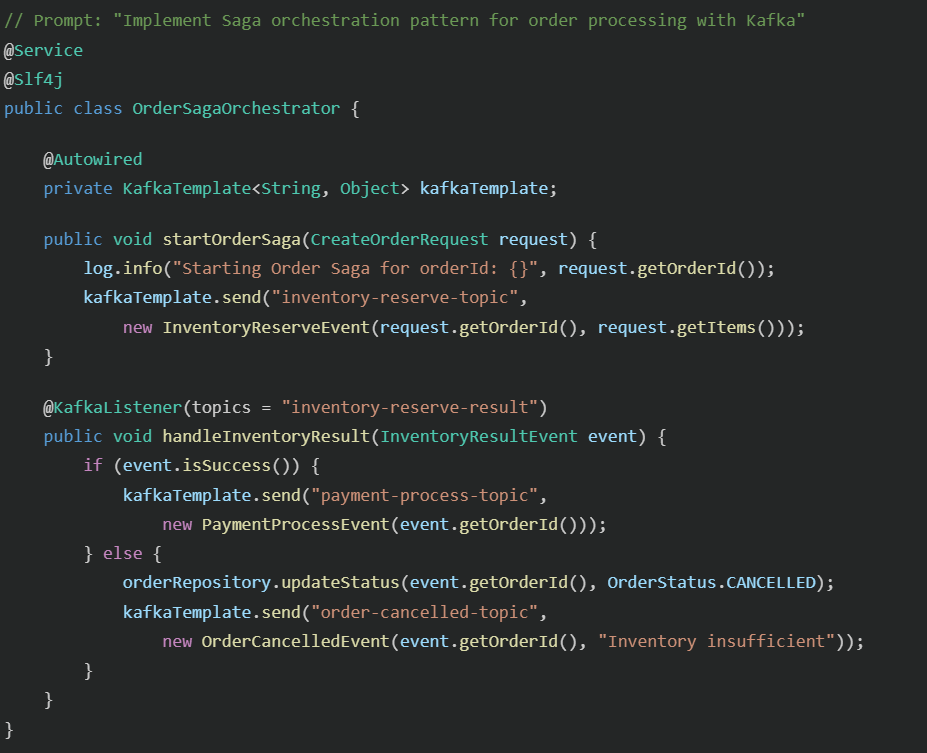 // Prompt: "Implement Saga orchestration pattern for order processing with Kafka"
@Service
@Slf4j
public class OrderSagaOrchestrator {
    @Autowired
    private KafkaTemplate<String, Object> kafkaTemplate;
    public void startOrderSaga(CreateOrderRequest request) {
        log.info("Starting Order Saga for orderId: {}", request.getOrderId());
        kafkaTemplate.send("inventory-reserve-topic",
            new InventoryReserveEvent(request.getOrderId(), request.getItems()));
    }
    @KafkaListener(topics = "inventory-reserve-result")
    public void handleInventoryResult(InventoryResultEvent event) {
        if (event.isSuccess()) {
            kafkaTemplate.send("payment-process-topic",
                new PaymentProcessEvent(event.getOrderId()));
        } else {
            orderRepository.updateStatus(event.getOrderId(), OrderStatus.CANCELLED);
            kafkaTemplate.send("order-cancelled-topic",
                new OrderCancelledEvent(event.getOrderId(), "Inventory insufficient"));
        }
    }
}